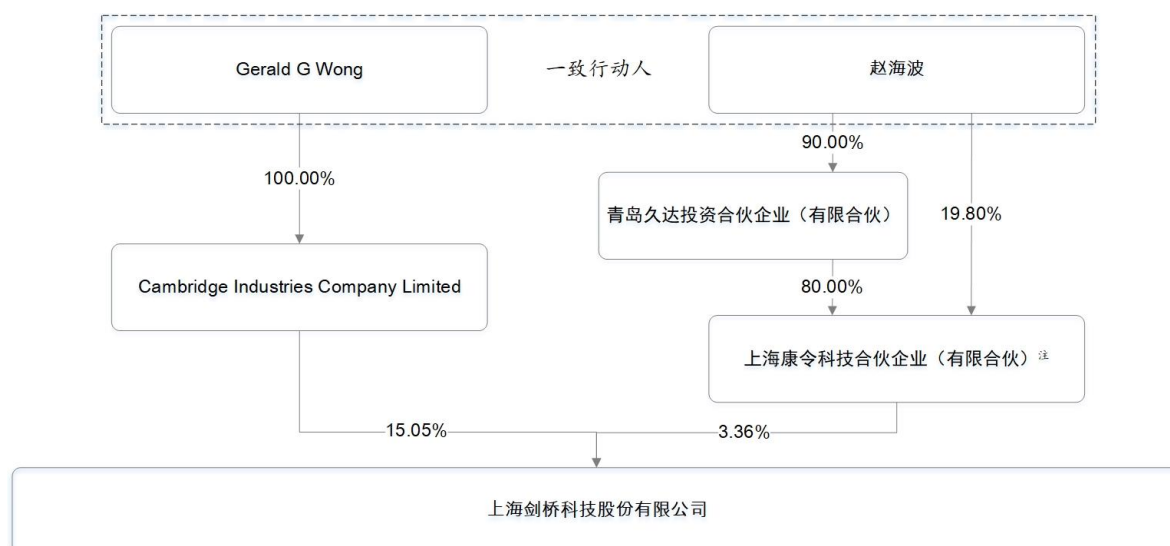 Gerald G Wong
一致行动人
赵海波
90.00%
100.00%
青岛久达投资合伙企业（有限合伙）
19.80%
Cambridge Industries Company Limited
80.00%
上海康令科技合伙企业（有限合伙）注
15.05%
3.36%
上海剑桥科技股份有限公司